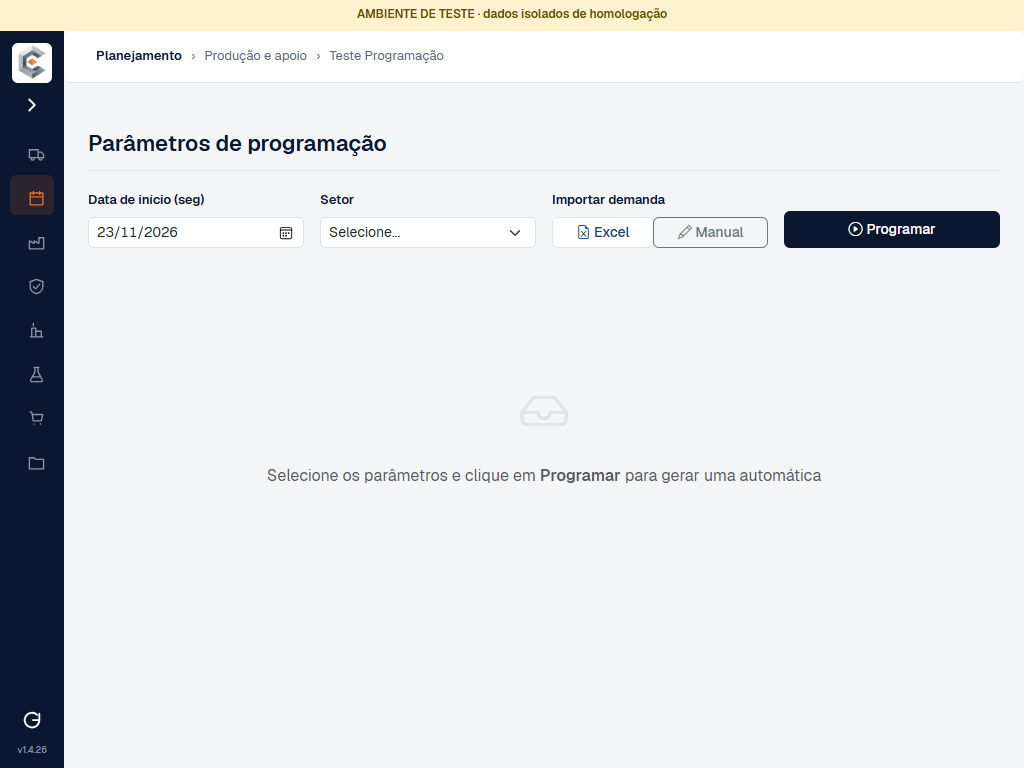 AMBIENTE DE TESTE · dados isolados de homologação
Planejamento › Produção e apoio › Teste Programação
Parâmetros de programação
Data de início (seg)
Setor
Importar demanda
23/11/2026
Selecione...
Excel
Manual
Programar
Selecione os parâmetros e clique em Programar para gerar uma automática
v1.4.26